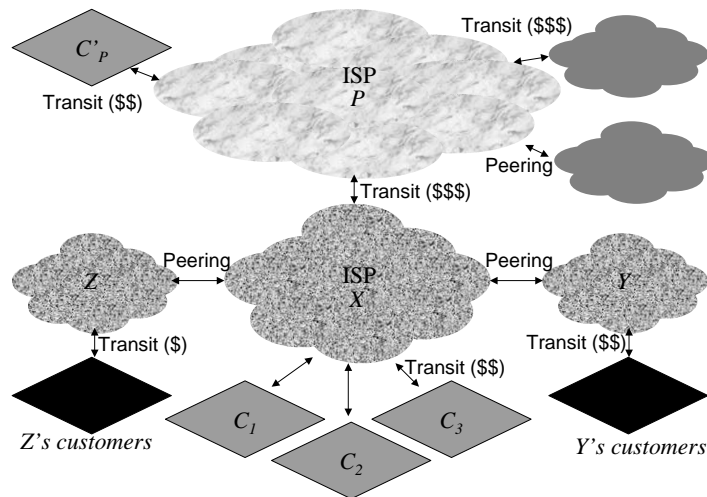 C'P
Transit ($$)
ISP
P
Transit ($$$)
Peering
Transit ($$$)
Z
Peering
ISP
X
Peering
Y
Transit ($)
Transit ($$)
Transit ($$)
C1
C2
C3
Z's customers
Y's customers